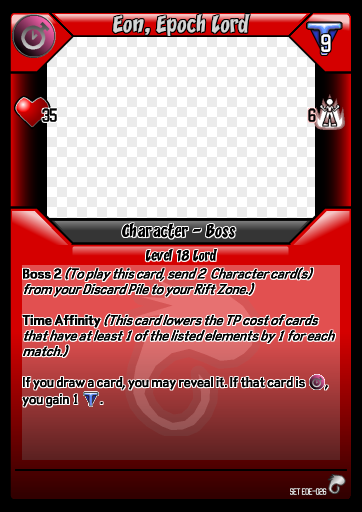 Eon, Epoch Lord
9
35
6
Character - Boss
Level 18 Lord
Boss 2 (To play this card, send 2 Character card(s)
from your Discard Pile to your Rift Zone.)
Time Affinity (This card lowers the TP cost of cards
that have at least 1 of the listed elements by 1 for each
match.)
If you draw a card, you may reveal it. If that card is ,
you gain 1 .
SET EOE-026